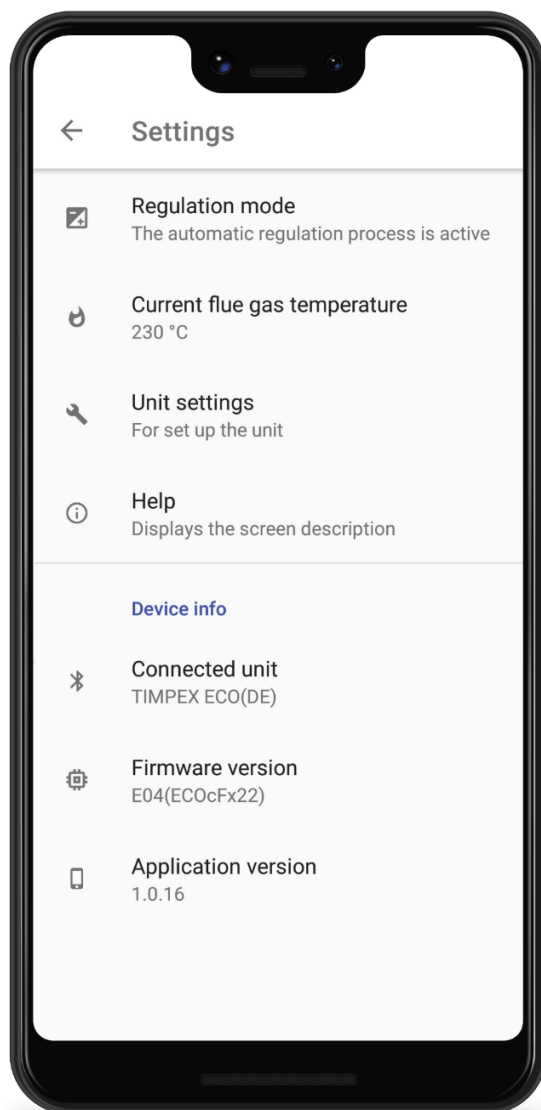 Settings
Regulation mode
The automatic regulation process is active
Current flue gas temperature
230 °C
Unit settings
For set up the unit
Help
Displays the screen description
Device info
Connected unit
TIMPEX ECO(DE)
Firmware version
E04(ECOcFx22)
Application version
1.0.16